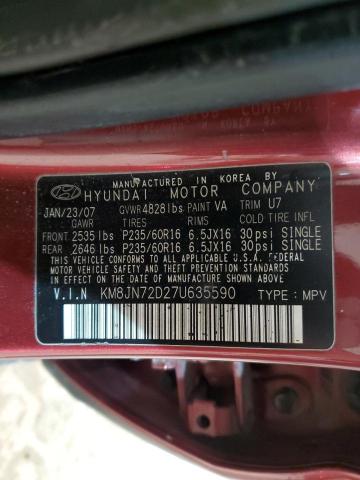 MANUFACTURED IN KOREA BY
HYUNDAI MOTOR COMPANY
JAN/23/07 GVWR 4828 lbs PAINT VA TRIM U7
GAWR TIRES RIMS COLD TIRE INFL
FRONT 2535 lbs P235/60R16 6.5JX16 30psi SINGLE
REAR 2646 lbs P235/60R16 6.5JX16 30psi SINGLE
THIS VEHICLE CONFORMS TO ALL APPLICABLE U.S.A. FEDERAL
MOTOR VEHICLE SAFETY AND THEFT PREVENTION STANDARDS
IN EFFECT ON THE DATE OF MANUFACTURE SHOWN ABOVE.
V.I.N KM8JN72D27U635590 TYPE : MPV